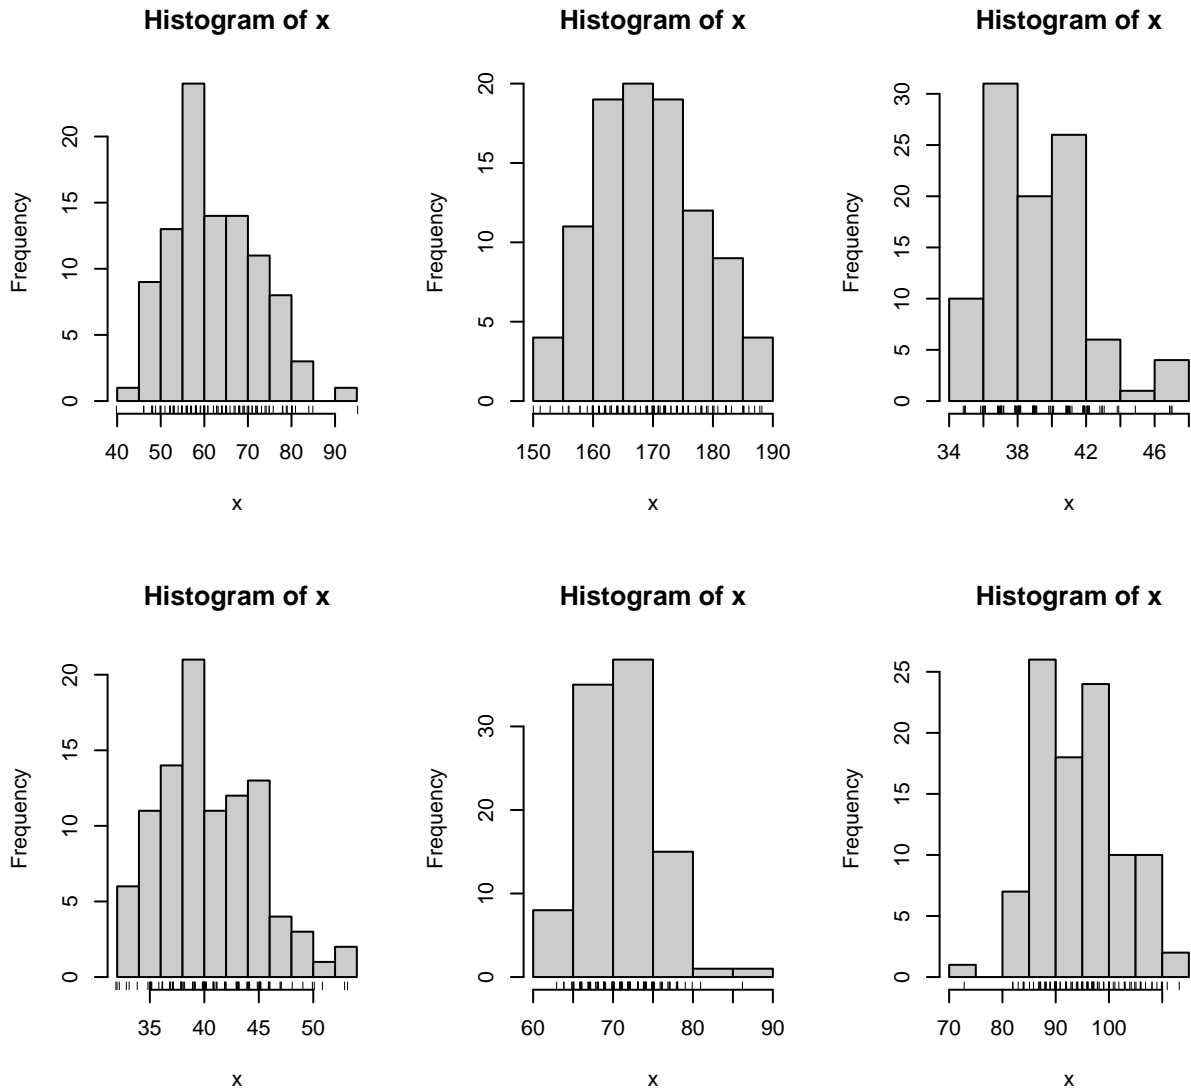 Histogram of x
Frequency
20
15
10
5
0
40 50 60 70 80 90
x
Histogram of x
Frequency
20
15
10
5
0
150 160 170 180 190
x
Histogram of x
Frequency
30
25
20
15
10
5
0
34 38 42 46
x
Histogram of x
Frequency
20
15
10
5
0
35 40 45 50
x
Histogram of x
Frequency
30
20
10
0
60 70 80 90
x
Histogram of x
Frequency
25
20
15
10
5
0
70 80 90 100
x